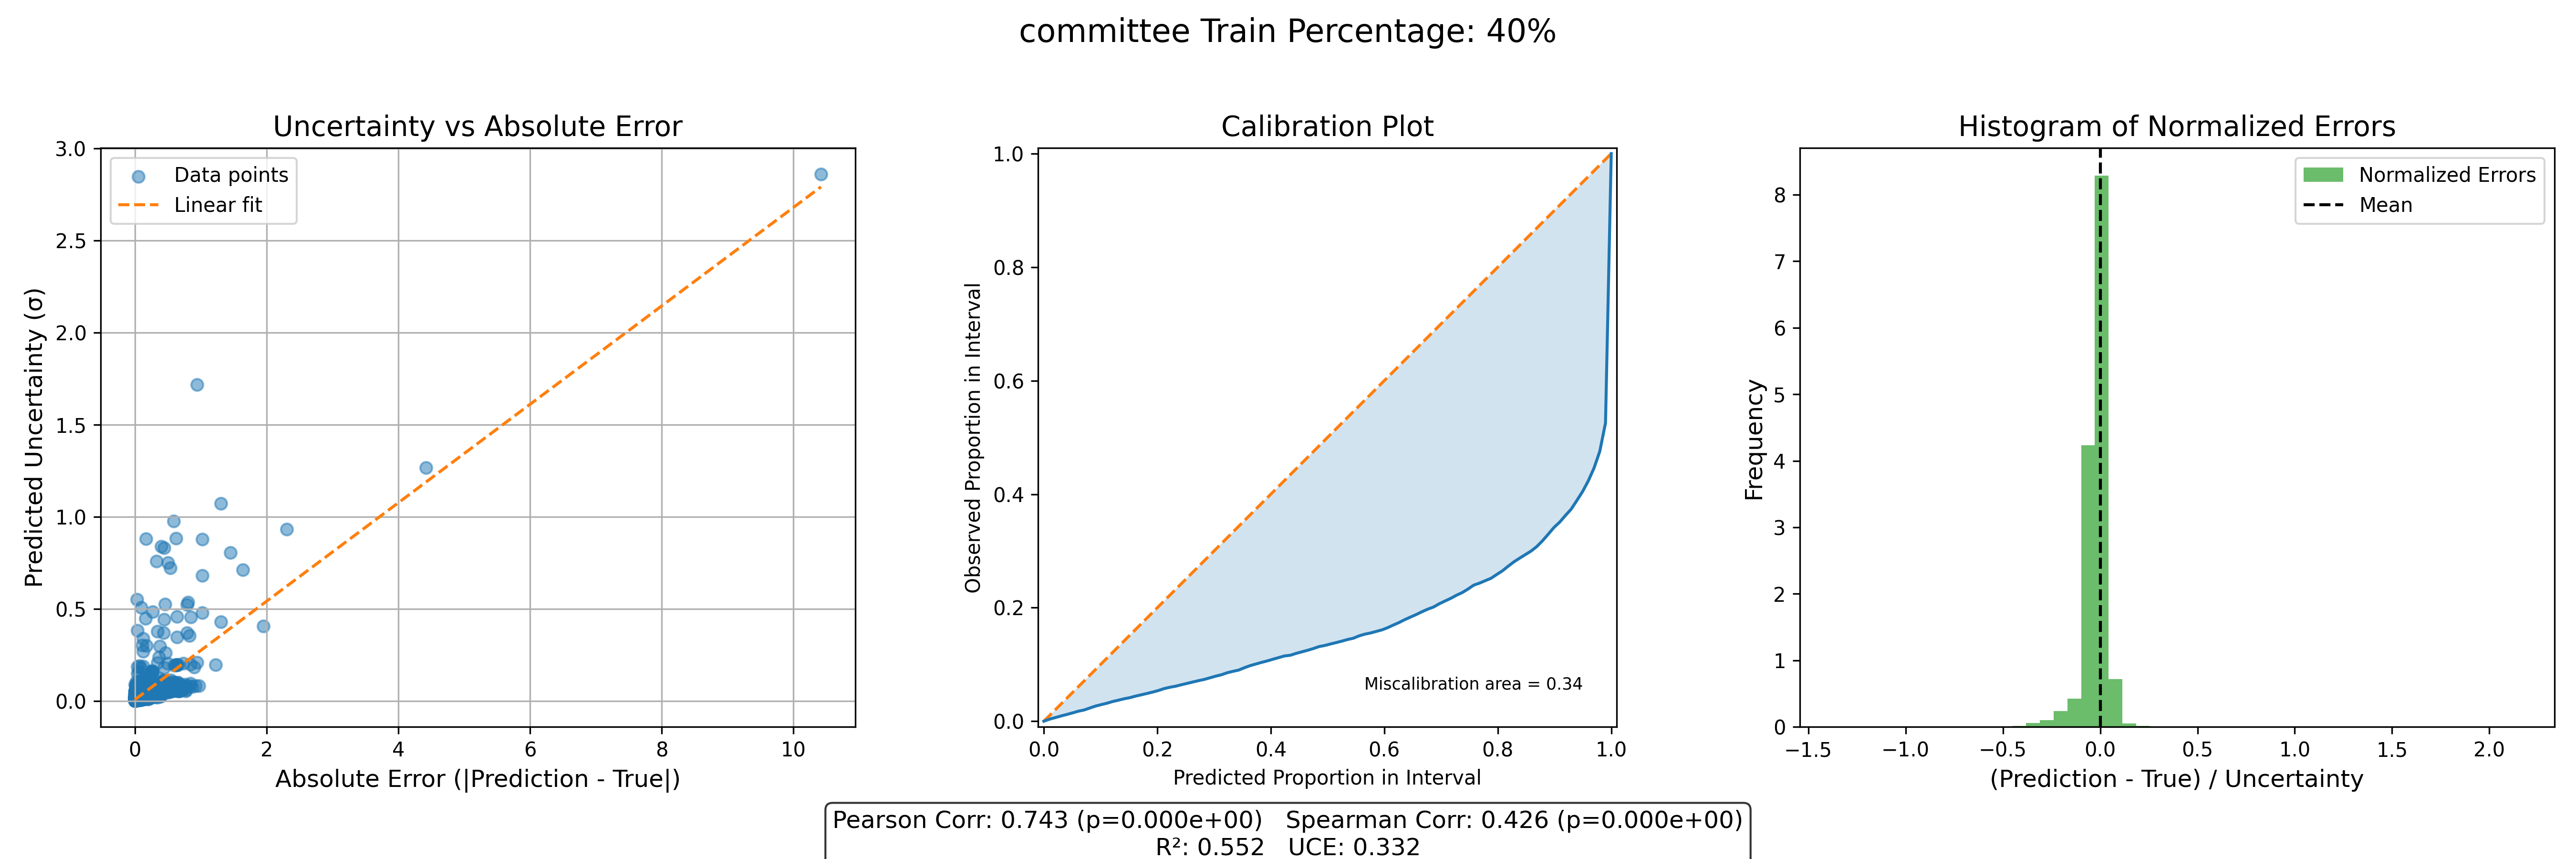 committee Train Percentage: 40%
Uncertainty vs Absolute Error
3.0
2.5
2.0
1.5
1.0
0.5
0.0
Predicted Uncertainty (σ)
Data points
Linear fit
0 2 4 6 8 10
Absolute Error (|Prediction - True|)
Calibration Plot
1.0
0.8
0.6
0.4
0.2
0.0
Observed Proportion in Interval
Miscalibration area = 0.34
0.0 0.2 0.4 0.6 0.8 1.0
Predicted Proportion in Interval
Histogram of Normalized Errors
8
7
6
5
4
3
2
1
0
Frequency
Normalized Errors
Mean
−1.5 −1.0 −0.5 0.0 0.5 1.0 1.5 2.0
(Prediction - True) / Uncertainty
Pearson Corr: 0.743 (p=0.000e+00) Spearman Corr: 0.426 (p=0.000e+00)
R²: 0.552 UCE: 0.332